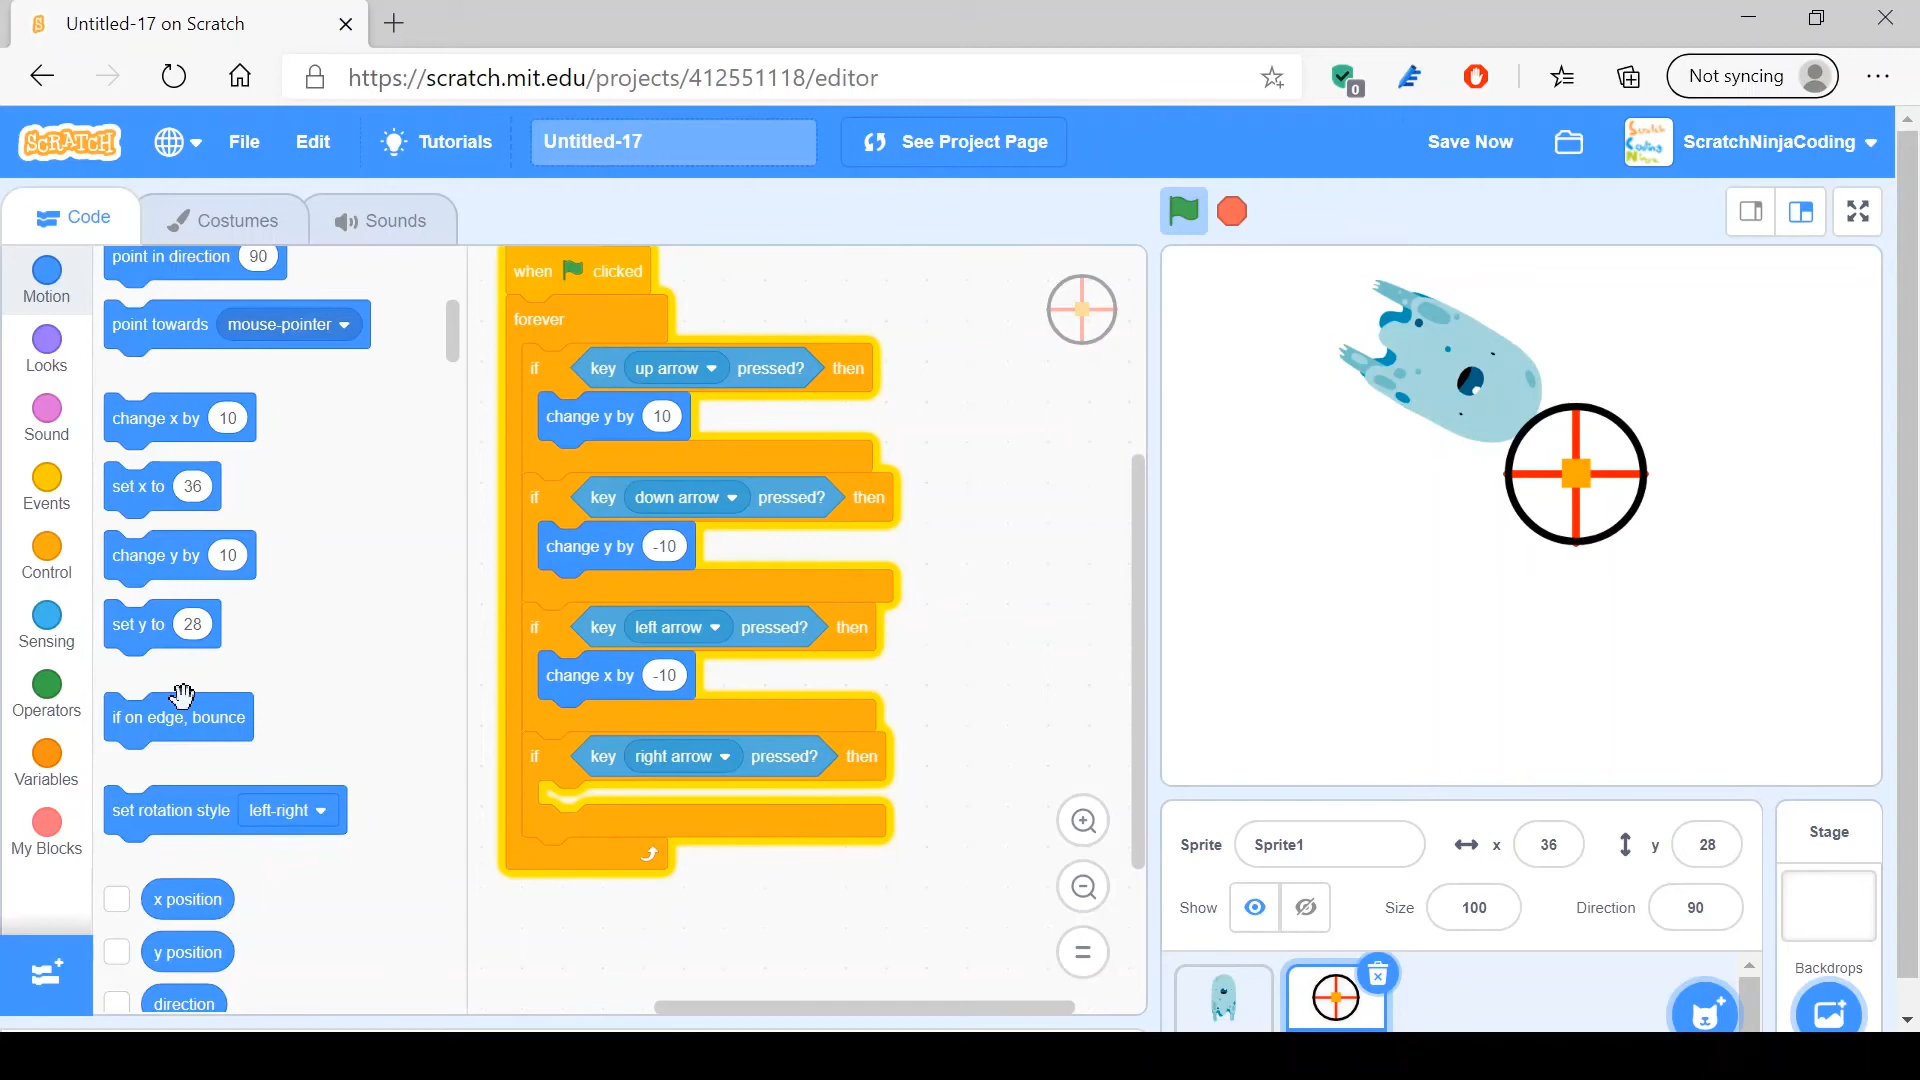 Untitled-17 on Scratch
https://scratch.mit.edu/projects/412551118/editor
0
Not syncing
SCRATCH
File
Edit
Tutorials
Untitled-17
See Project Page
Save Now
Scratch
Coding
Ninja
ScratchNinjaCoding
Code
Costumes
Sounds
Motion
Looks
Sound
Events
Control
Sensing
Operators
Variables
My Blocks
point in direction 90
point towards mouse-pointer
change x by 10
set x to 36
change y by 10
set y to 28
if on edge, bounce
set rotation style left-right
x position
y position
direction
when clicked
forever
if key up arrow pressed? then
change y by 10
if key down arrow pressed? then
change y by -10
if key left arrow pressed? then
change x by -10
if key right arrow pressed? then
Sprite Sprite1 x 36 y 28
Show Size 100 Direction 90
Stage
Backdrops